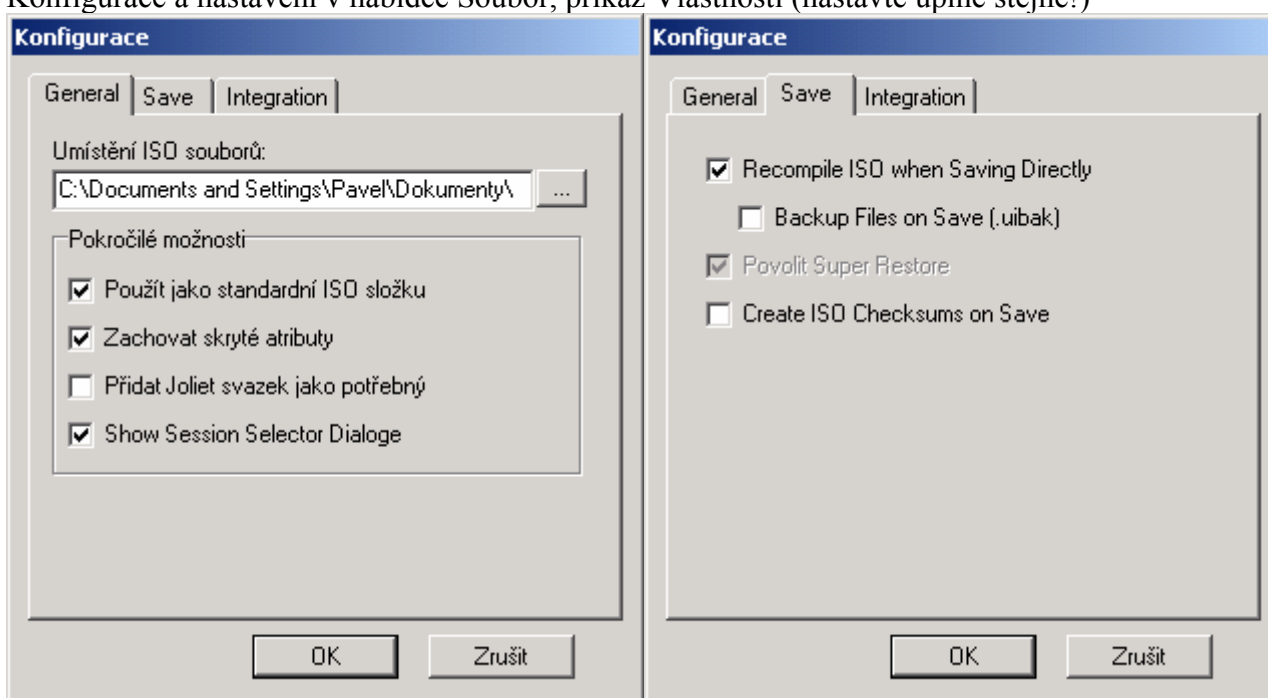 Konfigurace a nastavení v nabídce Soubor, příkaz Vlastnosti (nastavte úplně stejně!)
Konfigurace
General Save Integration
Umístění ISO souborů:
C:\Documents and Settings\Pavel\Dokumenty\ ...
Pokročilé možnosti
Použít jako standardní ISO složku
Zachovat skryté atributy
Přidat Joliet svazek jako potřebný
Show Session Selector Dialoge
OK Zrušit
Konfigurace
General Save Integration
Recompile ISO when Saving Directly
Backup Files on Save (.uibak)
Povolit Super Restore
Create ISO Checksums on Save
OK Zrušit